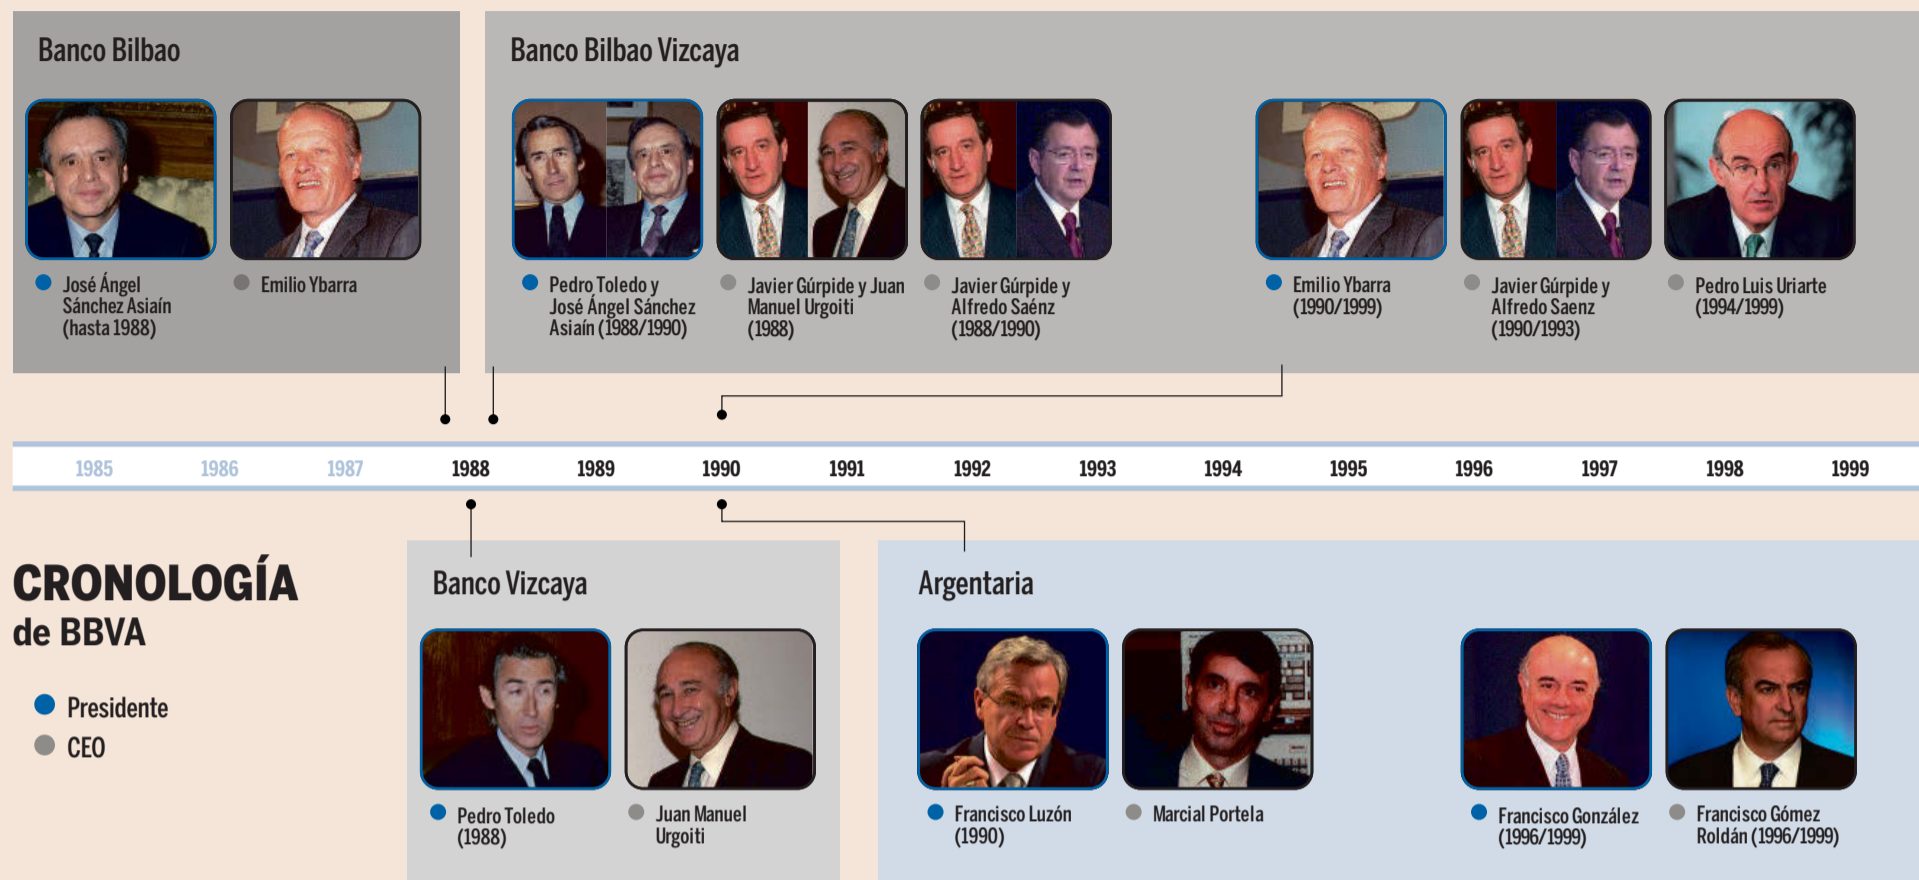 Banco Bilbao
José Ángel
Sánchez Asiaín
(hasta 1988)
Emilio Ybarra
Banco Bilbao Vizcaya
Pedro Toledo y
José Ángel Sánchez
Asiaín (1988/1990)
Javier Gúrpide y Juan
Manuel Urgoiti
(1988)
Javier Gúrpide y
Alfredo Saénz
(1988/1990)
Emilio Ybarra
(1990/1999)
Javier Gúrpide y
Alfredo Saenz
(1990/1993)
Pedro Luis Uriarte
(1994/1999)
1985 1986 1987 1988 1989 1990 1991 1992 1993 1994 1995 1996 1997 1998 1999
CRONOLOGÍA
de BBVA
Presidente
CEO
Banco Vizcaya
Pedro Toledo
(1988)
Juan Manuel
Urgoiti
Argentaria
Francisco Luzón
(1990)
Marcial Portela
Francisco González
(1996/1999)
Francisco Gómez
Roldán (1996/1999)